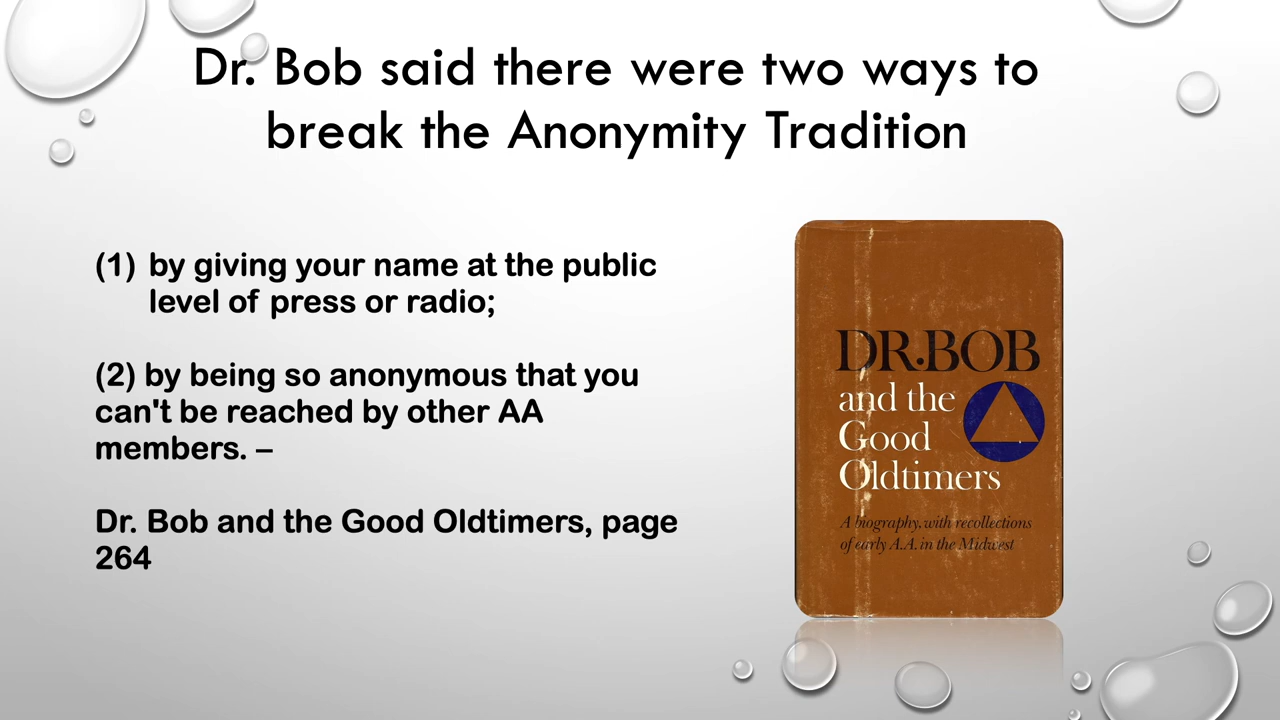 Dr. Bob said there were two ways to
break the Anonymity Tradition
(1) by giving your name at the public
level of press or radio;
(2) by being so anonymous that you
can't be reached by other AA
members. –
Dr. Bob and the Good Oldtimers, page
264
DR.BOB
and the
Good
Oldtimers
A biography, with recollections
of early A.A. in the Midwest